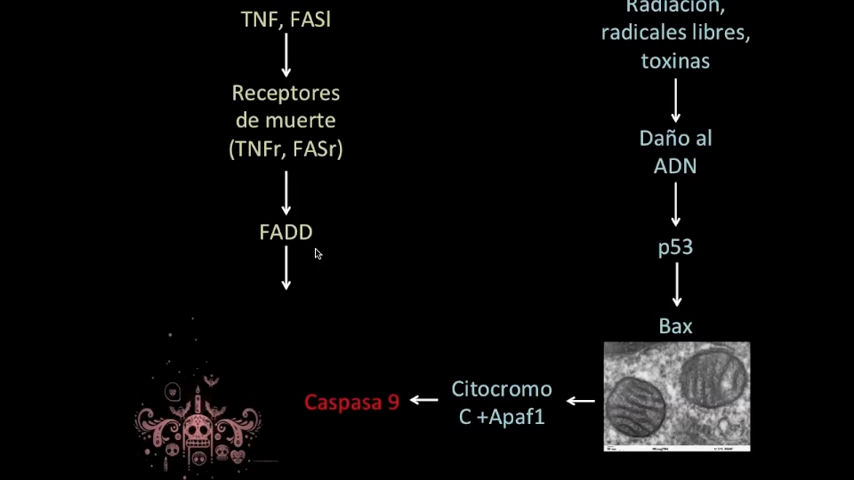 TNF, FASl
Receptores
de muerte
(TNFr, FASr)
FADD
Radiación,
radicales libres,
toxinas
Daño al
ADN
p53
Bax
Citocromo
C +Apaf1
Caspasa 9